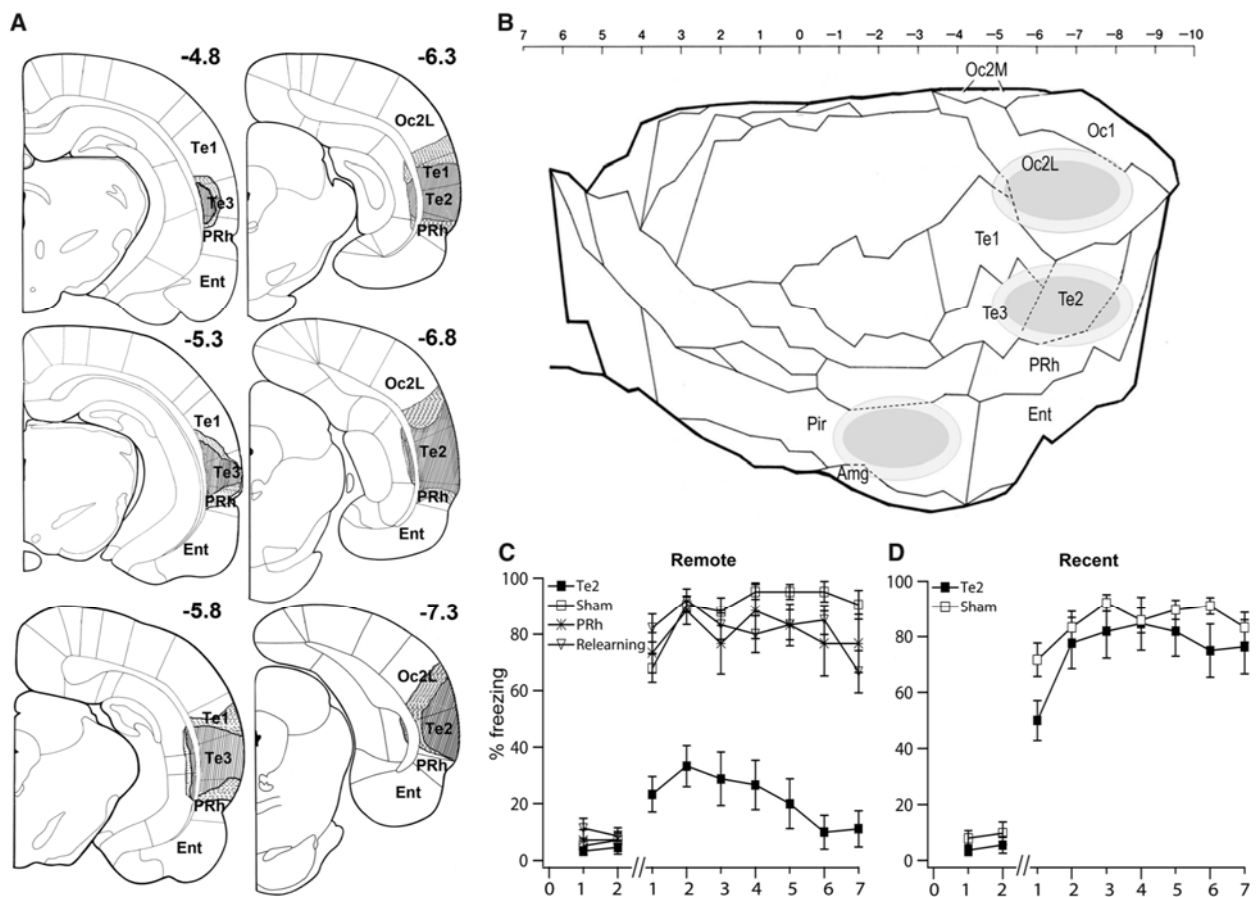 A
-4.8
Te1
Te3
PRh
Ent
-6.3
Oc2L
Te1
Te2
PRh
-5.3
Te1
Te3
PRh
Ent
-6.8
Oc2L
Te2
PRh
Ent
-5.8
Te1
Te3
PRh
Ent
-7.3
Oc2L
Te2
PRh
Ent
B
7 6 5 4 3 2 1 0 –1 –2 –3 –4 –5 –6 –7 –8 –9 –10
Oc2M
Oc1
Oc2L
Te1
Te2
Te3
PRh
Pir
Ent
Amg
C
Remote
Te2
Sham
PRh
Relearning
% freezing
100
80
60
40
20
0
0 1 2 // 1 2 3 4 5 6 7
D
Recent
Te2
Sham
100
80
60
40
20
0
0 1 2 // 1 2 3 4 5 6 7